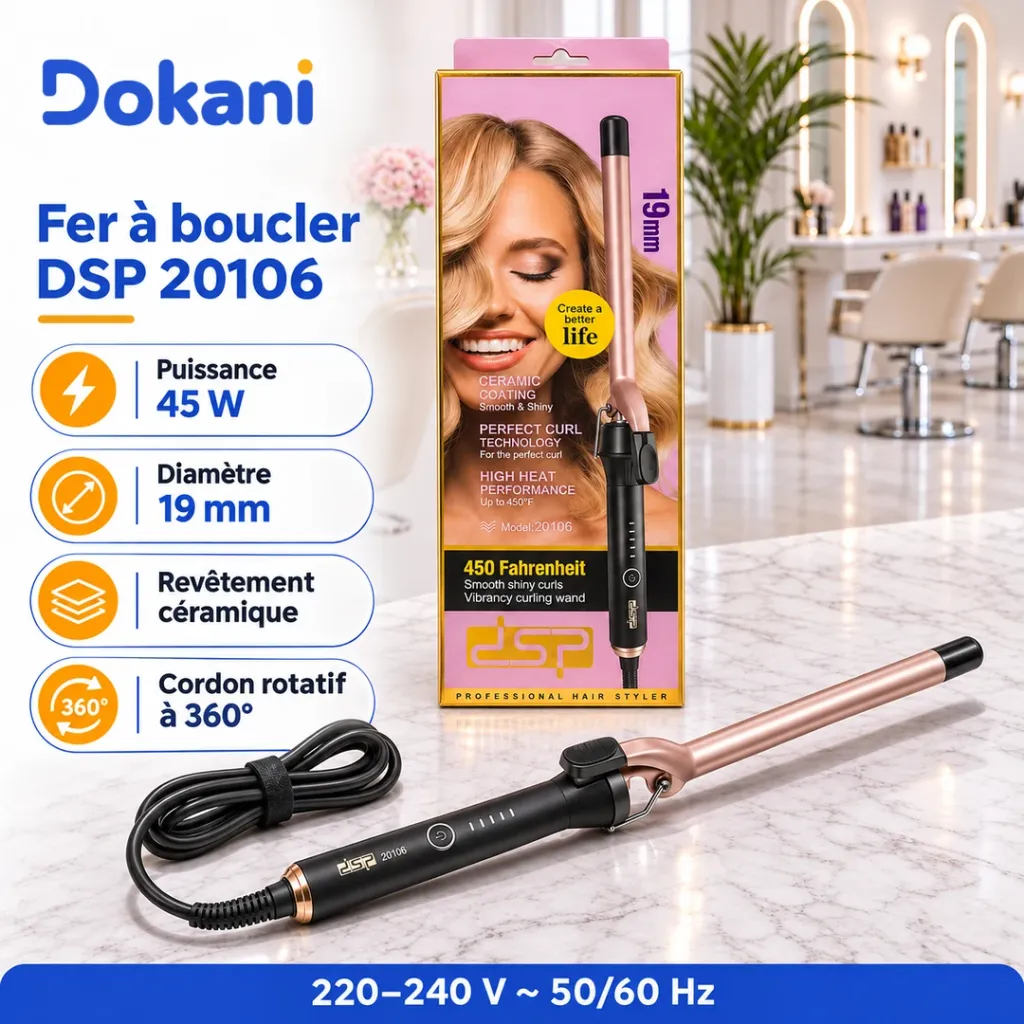 Dokani
Fer à boucler
DSP 20106
Puissance
45 W
Diamètre
19 mm
Revêtement
céramique
360°
Cordon rotatif
à 360°
19mm
Create a
better
life
CERAMIC
COATING
Smooth & Shiny
PERFECT CURL
TECHNOLOGY
For the perfect curl
HIGH HEAT
PERFORMANCE
Up to 450°F
Model:20106
450 Fahrenheit
Smooth shiny curls
Vibrancy curling wand
dsp
dsp
PROFESSIONAL HAIR STYLER
dsp 20106
220–240 V ~ 50/60 Hz